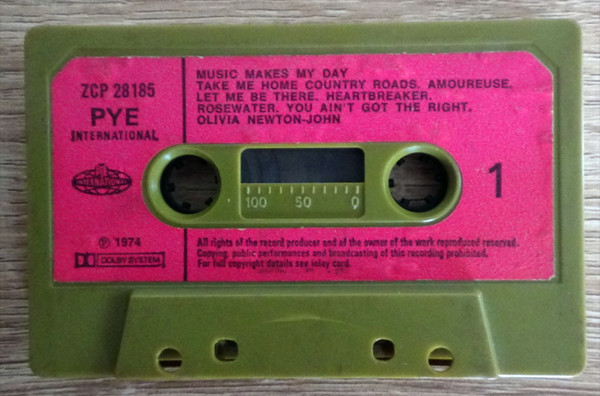 ZCP 28185
PYE
INTERNATIONAL
INTERNATIONAL
℗ 1974
DOLBY SYSTEM
MUSIC MAKES MY DAY
TAKE ME HOME COUNTRY ROADS. AMOUREUSE.
LET ME BE THERE. HEARTBREAKER.
ROSEWATER. YOU AIN'T GOT THE RIGHT.
OLIVIA NEWTON-JOHN
100 50 0
1
All rights of the record producer and of the owner of the work reproduced reserved.
Copying, public performances and broadcasting of this recording prohibited.
For full copyright details see inlay card.